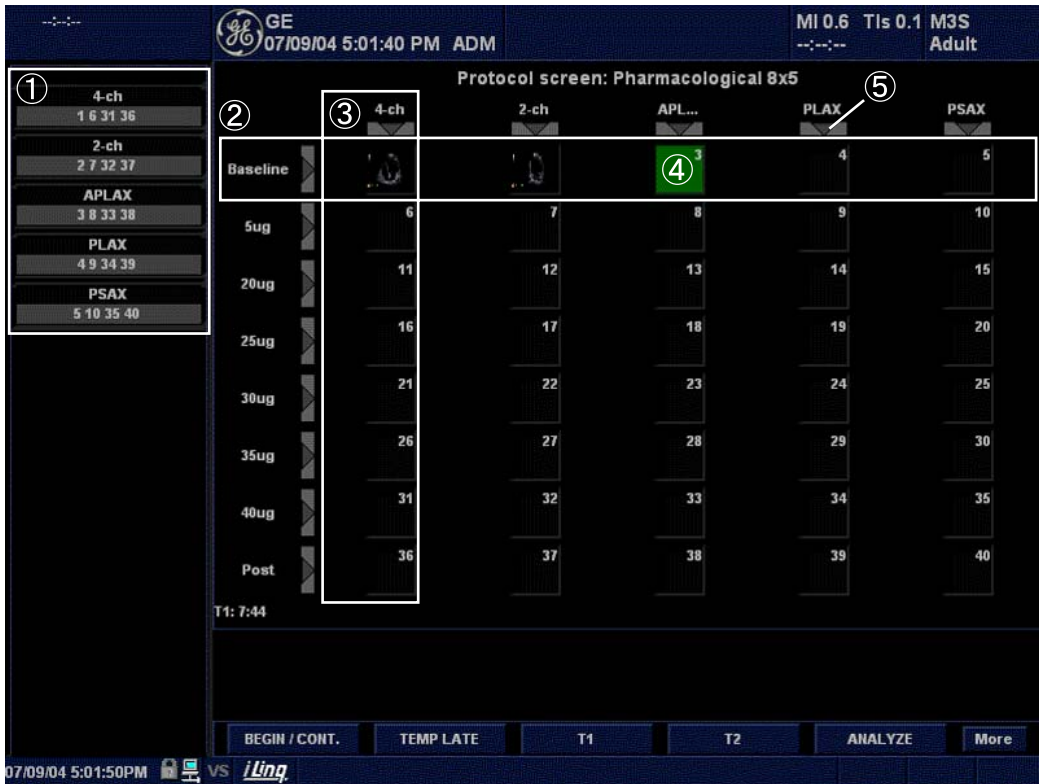 --:--:--
GE
MI 0.6 TIs 0.1 M3S
07/09/04 5:01:40 PM ADM
--:--:-- Adult
①
4-ch
1 6 31 36
2-ch
2 7 32 37
APLAX
3 8 33 38
PLAX
4 9 34 39
PSAX
5 10 35 40
Protocol screen: Pharmacological 8x5
② ③ 4-ch 2-ch APL... PLAX ⑤ PSAX
Baseline ④ 3 4 5
5ug 6 7 8 9 10
20ug 11 12 13 14 15
25ug 16 17 18 19 20
30ug 21 22 23 24 25
35ug 26 27 28 29 30
40ug 31 32 33 34 35
Post 36 37 38 39 40
T1: 7:44
BEGIN / CONT. TEMP LATE T1 T2 ANALYZE More
07/09/04 5:01:50PM VS iLinq